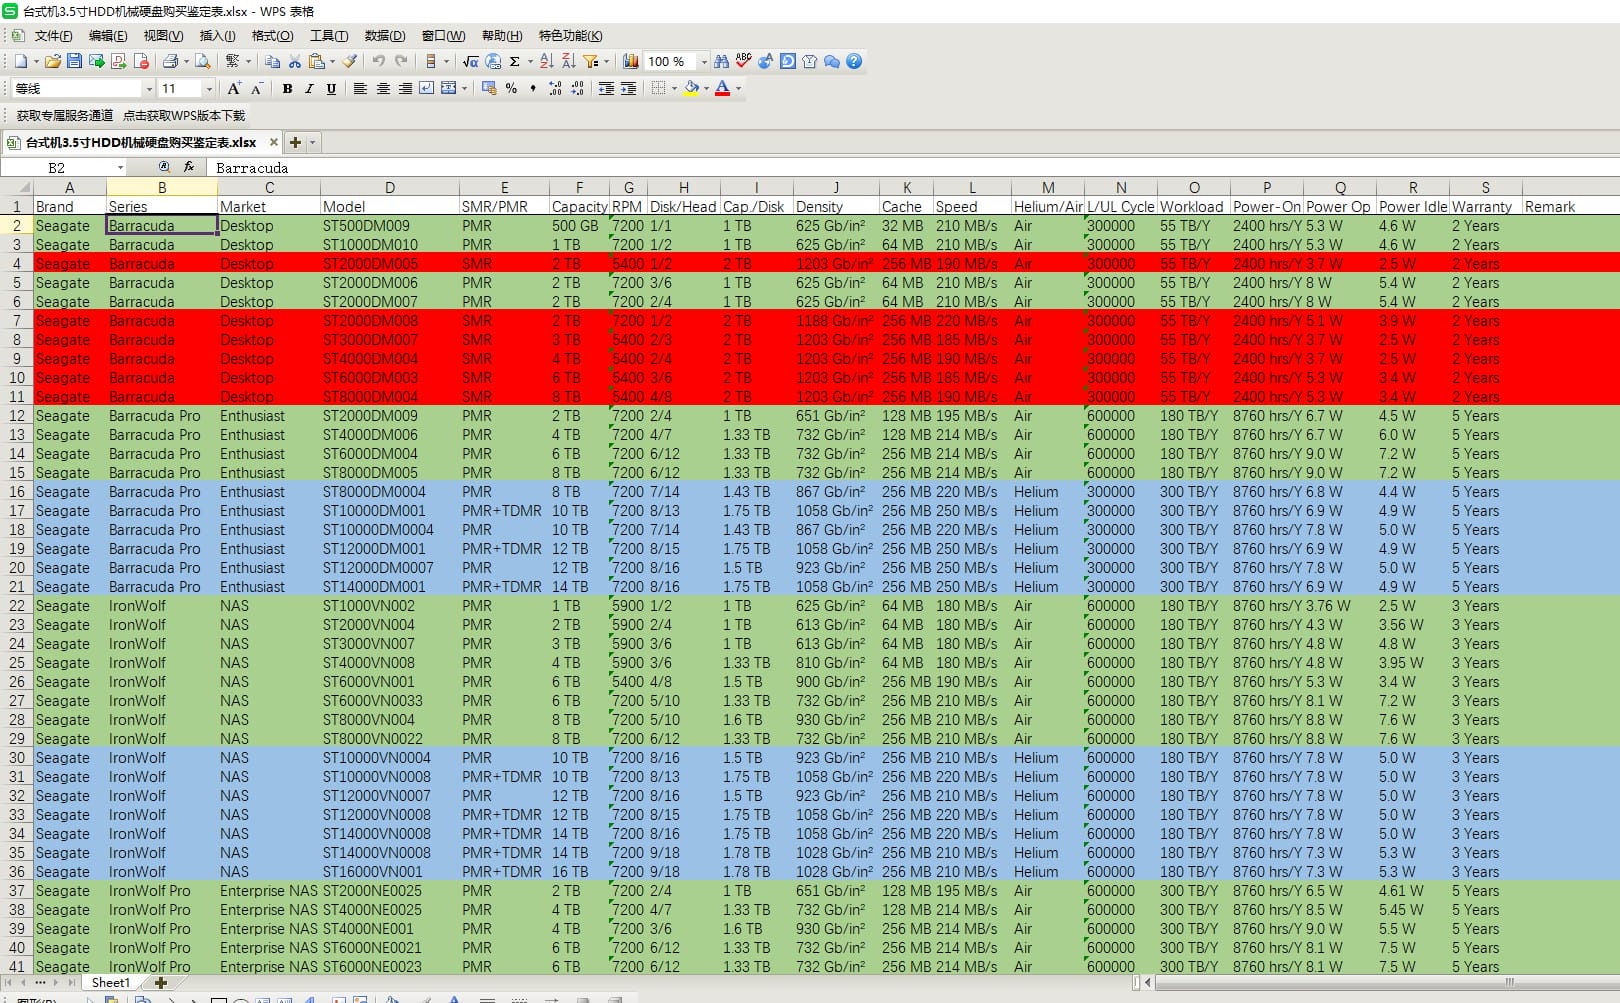 台式机3.5寸HDD机械硬盘购买鉴定表.xlsx - WPS 表格
文件(F) 编辑(E) 视图(V) 插入(I) 格式(O) 工具(T) 数据(D) 窗口(W) 帮助(H) 特色功能(K)
繁 Σ 100 %
等线 11 B I U %
获取专属服务通道 点击获取WPS版本下载
台式机3.5寸HDD机械硬盘购买鉴定表.xlsx
B2 fx Barracuda
A B C D E F G H I J K L M N O P Q R S
1 Brand Series Market Model SMR/PMR Capacity RPM Disk/Head Cap./Disk Density Cache Speed Helium/Air L/UL Cycle Workload Power-On Power Op Power Idle Warranty Remark
2 Seagate Barracuda Desktop ST500DM009 PMR 500 GB 7200 1/1 1 TB 625 Gb/in² 32 MB 210 MB/s Air 300000 55 TB/Y 2400 hrs/Y 5.3 W 4.6 W 2 Years
3 Seagate Barracuda Desktop ST1000DM010 PMR 1 TB 7200 1/2 1 TB 625 Gb/in² 64 MB 210 MB/s Air 300000 55 TB/Y 2400 hrs/Y 5.3 W 4.6 W 2 Years
4 Seagate Barracuda Desktop ST2000DM005 SMR 2 TB 5400 1/2 2 TB 1203 Gb/in² 256 MB 190 MB/s Air 300000 55 TB/Y 2400 hrs/Y 3.7 W 2.5 W 2 Years
5 Seagate Barracuda Desktop ST2000DM006 PMR 2 TB 7200 3/6 1 TB 625 Gb/in² 64 MB 210 MB/s Air 300000 55 TB/Y 2400 hrs/Y 8 W 5.4 W 2 Years
6 Seagate Barracuda Desktop ST2000DM007 PMR 2 TB 7200 2/4 1 TB 625 Gb/in² 64 MB 210 MB/s Air 300000 55 TB/Y 2400 hrs/Y 8 W 5.4 W 2 Years
7 Seagate Barracuda Desktop ST2000DM008 SMR 2 TB 7200 1/2 2 TB 1188 Gb/in² 256 MB 220 MB/s Air 300000 55 TB/Y 2400 hrs/Y 5.1 W 3.9 W 2 Years
8 Seagate Barracuda Desktop ST3000DM007 SMR 3 TB 5400 2/3 2 TB 1203 Gb/in² 256 MB 185 MB/s Air 300000 55 TB/Y 2400 hrs/Y 3.7 W 2.5 W 2 Years
9 Seagate Barracuda Desktop ST4000DM004 SMR 4 TB 5400 2/4 2 TB 1203 Gb/in² 256 MB 190 MB/s Air 300000 55 TB/Y 2400 hrs/Y 3.7 W 2.5 W 2 Years
10 Seagate Barracuda Desktop ST6000DM003 SMR 6 TB 5400 3/6 2 TB 1203 Gb/in² 256 MB 185 MB/s Air 300000 55 TB/Y 2400 hrs/Y 5.3 W 3.4 W 2 Years
11 Seagate Barracuda Desktop ST8000DM004 SMR 8 TB 5400 4/8 2 TB 1203 Gb/in² 256 MB 190 MB/s Air 300000 55 TB/Y 2400 hrs/Y 5.3 W 3.4 W 2 Years
12 Seagate Barracuda Pro Enthusiast ST2000DM009 PMR 2 TB 7200 2/4 1 TB 651 Gb/in² 128 MB 195 MB/s Air 600000 180 TB/Y 8760 hrs/Y 6.7 W 4.5 W 5 Years
13 Seagate Barracuda Pro Enthusiast ST4000DM006 PMR 4 TB 7200 4/7 1.33 TB 732 Gb/in² 128 MB 214 MB/s Air 600000 180 TB/Y 8760 hrs/Y 6.7 W 6.0 W 5 Years
14 Seagate Barracuda Pro Enthusiast ST6000DM004 PMR 6 TB 7200 6/12 1.33 TB 732 Gb/in² 256 MB 214 MB/s Air 600000 180 TB/Y 8760 hrs/Y 9.0 W 7.2 W 5 Years
15 Seagate Barracuda Pro Enthusiast ST8000DM005 PMR 8 TB 7200 6/12 1.33 TB 732 Gb/in² 256 MB 214 MB/s Air 600000 180 TB/Y 8760 hrs/Y 9.0 W 7.2 W 5 Years
16 Seagate Barracuda Pro Enthusiast ST8000DM0004 PMR 8 TB 7200 7/14 1.43 TB 867 Gb/in² 256 MB 220 MB/s Helium 300000 300 TB/Y 8760 hrs/Y 6.8 W 4.4 W 5 Years
17 Seagate Barracuda Pro Enthusiast ST10000DM001 PMR+TDMR 10 TB 7200 8/13 1.75 TB 1058 Gb/in² 256 MB 250 MB/s Helium 300000 300 TB/Y 8760 hrs/Y 6.9 W 4.9 W 5 Years
18 Seagate Barracuda Pro Enthusiast ST10000DM0004 PMR 10 TB 7200 7/14 1.43 TB 867 Gb/in² 256 MB 220 MB/s Helium 300000 300 TB/Y 8760 hrs/Y 7.8 W 5.0 W 5 Years
19 Seagate Barracuda Pro Enthusiast ST12000DM001 PMR+TDMR 12 TB 7200 8/15 1.75 TB 1058 Gb/in² 256 MB 250 MB/s Helium 300000 300 TB/Y 8760 hrs/Y 6.9 W 4.9 W 5 Years
20 Seagate Barracuda Pro Enthusiast ST12000DM0007 PMR 12 TB 7200 8/16 1.5 TB 923 Gb/in² 256 MB 250 MB/s Helium 300000 300 TB/Y 8760 hrs/Y 7.8 W 5.0 W 5 Years
21 Seagate Barracuda Pro Enthusiast ST14000DM001 PMR+TDMR 14 TB 7200 8/16 1.75 TB 1058 Gb/in² 256 MB 250 MB/s Helium 300000 300 TB/Y 8760 hrs/Y 6.9 W 4.9 W 5 Years
22 Seagate IronWolf NAS ST1000VN002 PMR 1 TB 5900 1/2 1 TB 625 Gb/in² 64 MB 180 MB/s Air 600000 180 TB/Y 8760 hrs/Y 3.76 W 2.5 W 3 Years
23 Seagate IronWolf NAS ST2000VN004 PMR 2 TB 5900 2/4 1 TB 613 Gb/in² 64 MB 180 MB/s Air 600000 180 TB/Y 8760 hrs/Y 4.3 W 3.56 W 3 Years
24 Seagate IronWolf NAS ST3000VN007 PMR 3 TB 5900 3/6 1 TB 613 Gb/in² 64 MB 180 MB/s Air 600000 180 TB/Y 8760 hrs/Y 4.8 W 4.8 W 3 Years
25 Seagate IronWolf NAS ST4000VN008 PMR 4 TB 5900 3/6 1.33 TB 810 Gb/in² 64 MB 180 MB/s Air 600000 180 TB/Y 8760 hrs/Y 4.8 W 3.95 W 3 Years
26 Seagate IronWolf NAS ST6000VN001 PMR 6 TB 5400 4/8 1.5 TB 900 Gb/in² 256 MB 190 MB/s Air 600000 180 TB/Y 8760 hrs/Y 5.3 W 3.4 W 3 Years
27 Seagate IronWolf NAS ST6000VN0033 PMR 6 TB 7200 5/10 1.33 TB 732 Gb/in² 256 MB 210 MB/s Air 600000 180 TB/Y 8760 hrs/Y 8.1 W 7.2 W 3 Years
28 Seagate IronWolf NAS ST8000VN004 PMR 8 TB 7200 5/10 1.6 TB 930 Gb/in² 256 MB 210 MB/s Air 600000 180 TB/Y 8760 hrs/Y 8.8 W 7.6 W 3 Years
29 Seagate IronWolf NAS ST8000VN0022 PMR 8 TB 7200 6/12 1.33 TB 732 Gb/in² 256 MB 210 MB/s Air 600000 180 TB/Y 8760 hrs/Y 8.8 W 7.6 W 3 Years
30 Seagate IronWolf NAS ST10000VN0004 PMR 10 TB 7200 8/16 1.5 TB 923 Gb/in² 256 MB 210 MB/s Helium 600000 180 TB/Y 8760 hrs/Y 7.8 W 5.0 W 3 Years
31 Seagate IronWolf NAS ST10000VN0008 PMR+TDMR 10 TB 7200 8/13 1.75 TB 1058 Gb/in² 256 MB 220 MB/s Helium 600000 180 TB/Y 8760 hrs/Y 7.8 W 5.0 W 3 Years
32 Seagate IronWolf NAS ST12000VN0007 PMR 12 TB 7200 8/16 1.5 TB 923 Gb/in² 256 MB 210 MB/s Helium 600000 180 TB/Y 8760 hrs/Y 7.8 W 5.0 W 3 Years
33 Seagate IronWolf NAS ST12000VN0008 PMR+TDMR 12 TB 7200 8/15 1.75 TB 1058 Gb/in² 256 MB 220 MB/s Helium 600000 180 TB/Y 8760 hrs/Y 7.8 W 5.0 W 3 Years
34 Seagate IronWolf NAS ST14000VN0008 PMR+TDMR 14 TB 7200 8/16 1.75 TB 1058 Gb/in² 256 MB 220 MB/s Helium 600000 180 TB/Y 8760 hrs/Y 7.8 W 5.0 W 3 Years
35 Seagate IronWolf NAS ST14000VN0008 PMR+TDMR 14 TB 7200 9/18 1.78 TB 1028 Gb/in² 256 MB 210 MB/s Helium 600000 180 TB/Y 8760 hrs/Y 7.3 W 5.3 W 3 Years
36 Seagate IronWolf NAS ST16000VN001 PMR+TDMR 16 TB 7200 9/18 1.78 TB 1028 Gb/in² 256 MB 210 MB/s Helium 600000 180 TB/Y 8760 hrs/Y 7.3 W 5.3 W 3 Years
37 Seagate IronWolf Pro Enterprise NAS ST2000NE0025 PMR 2 TB 7200 2/4 1 TB 651 Gb/in² 128 MB 195 MB/s Air 600000 300 TB/Y 8760 hrs/Y 6.5 W 4.61 W 5 Years
38 Seagate IronWolf Pro Enterprise NAS ST4000NE0025 PMR 4 TB 7200 4/7 1.33 TB 732 Gb/in² 128 MB 214 MB/s Air 600000 300 TB/Y 8760 hrs/Y 8.5 W 5.45 W 5 Years
39 Seagate IronWolf Pro Enterprise NAS ST4000NE001 PMR 4 TB 7200 3/6 1.6 TB 930 Gb/in² 256 MB 214 MB/s Air 600000 300 TB/Y 8760 hrs/Y 9.0 W 5.5 W 5 Years
40 Seagate IronWolf Pro Enterprise NAS ST6000NE0021 PMR 6 TB 7200 6/12 1.33 TB 732 Gb/in² 256 MB 214 MB/s Air 600000 300 TB/Y 8760 hrs/Y 8.1 W 7.5 W 5 Years
41 Seagate IronWolf Pro Enterprise NAS ST6000NE0023 PMR 6 TB 7200 6/12 1.33 TB 732 Gb/in² 256 MB 214 MB/s Air 600000 300 TB/Y 8760 hrs/Y 8.1 W 7.5 W 5 Years
Sheet1